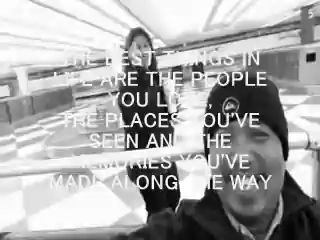 THE BEST THINGS IN
LIFE ARE THE PEOPLE
YOU LOVE,
THE PLACES YOU'VE
SEEN AND THE
MEMORIES YOU'VE
MADE ALONG THE WAY